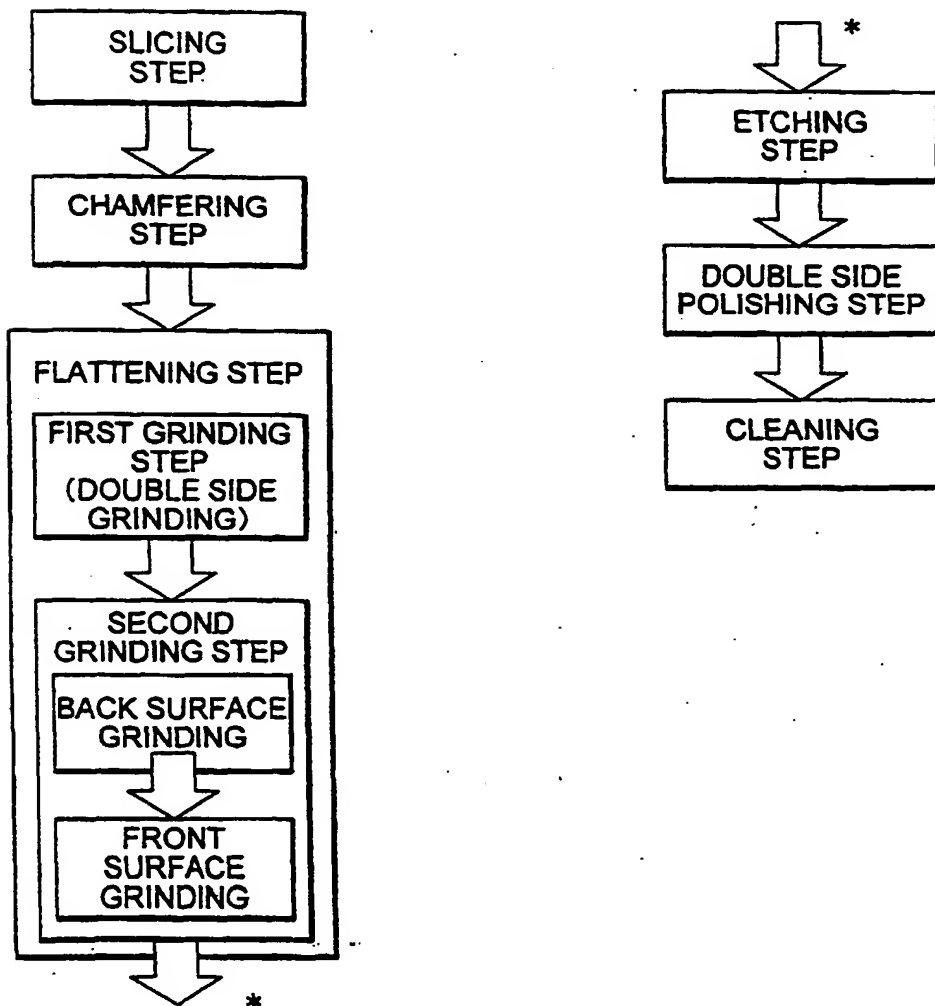 SLICING
STEP
CHAMFERING
STEP
FLATTENING STEP
FIRST GRINDING
STEP
(DOUBLE SIDE
GRINDING)
SECOND
GRINDING STEP
BACK SURFACE
GRINDING
FRONT
SURFACE
GRINDING
*
*
ETCHING
STEP
DOUBLE SIDE
POLISHING STEP
CLEANING
STEP